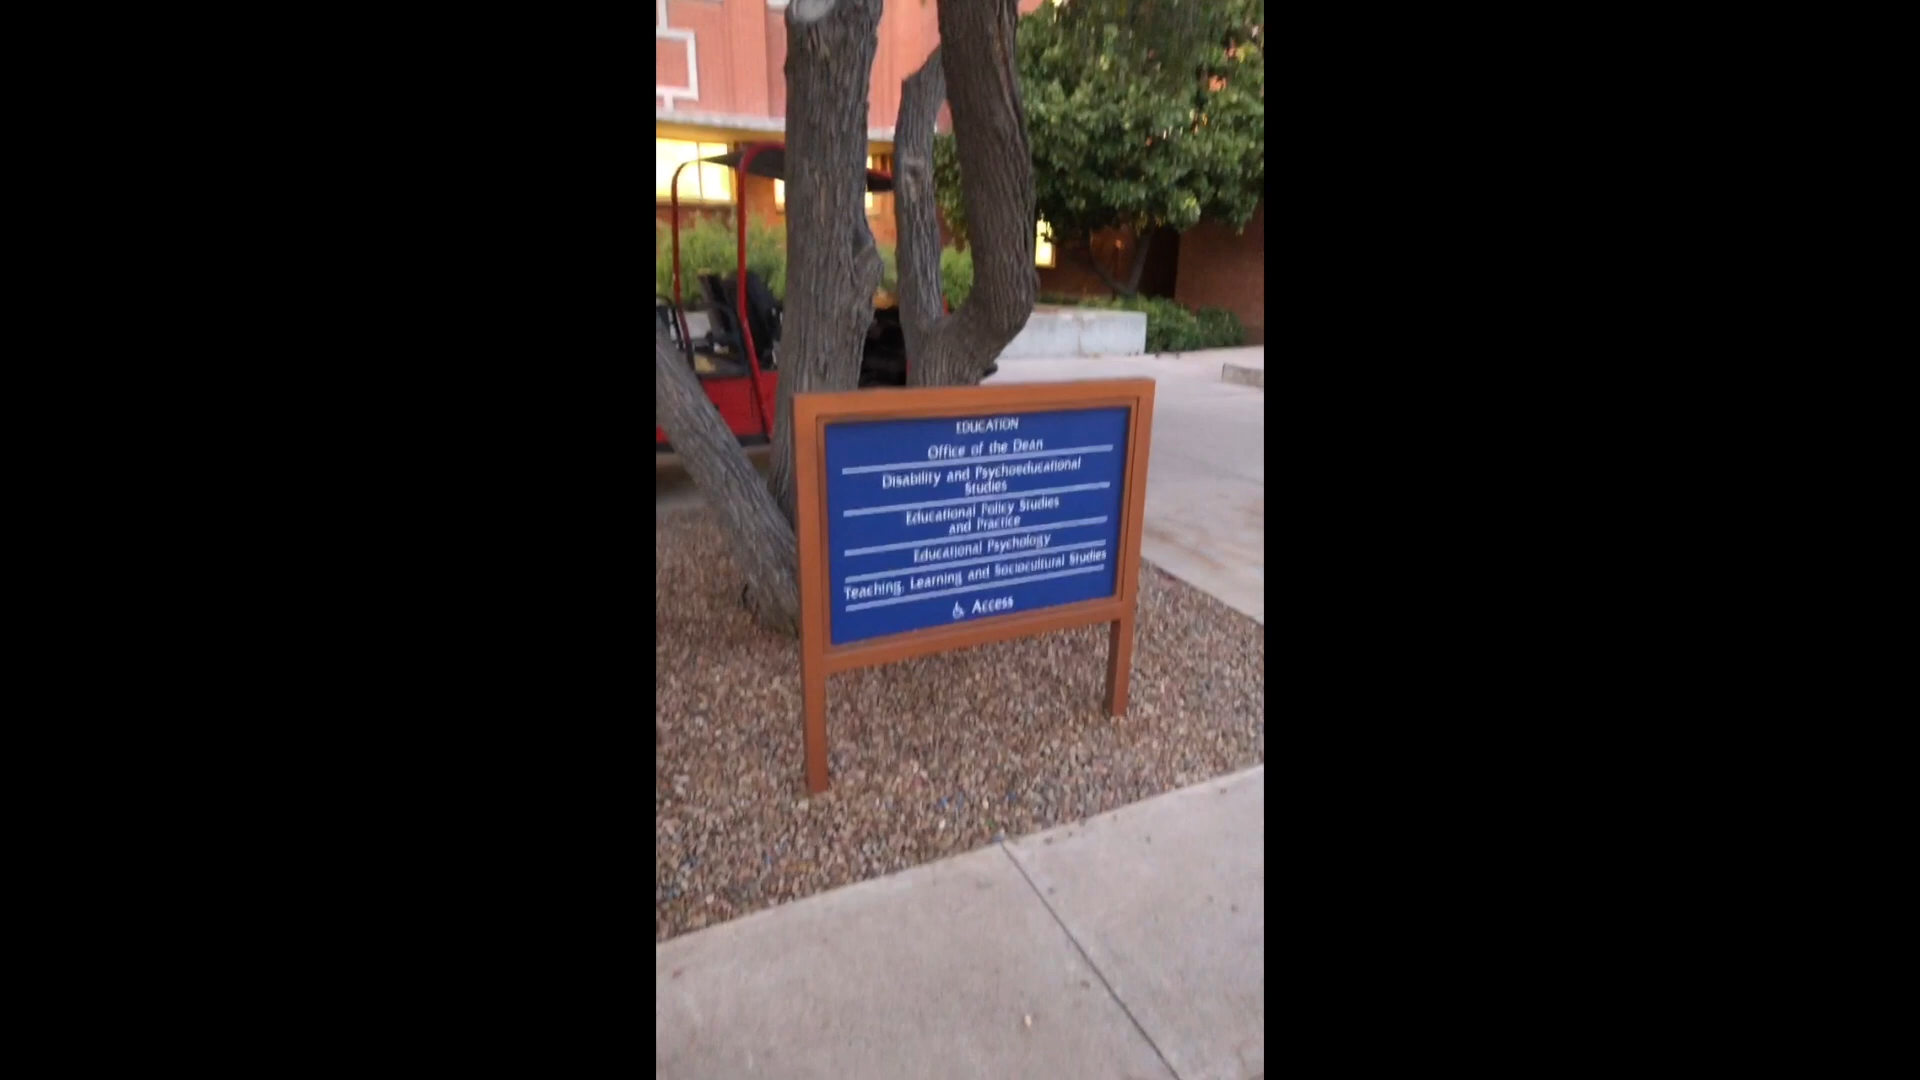 EDUCATION
Office of the Dean
Disability and Psychoeducational
Studies
Educational Policy Studies
and Practice
Educational Psychology
Teaching, Learning and Sociocultural Studies
Access